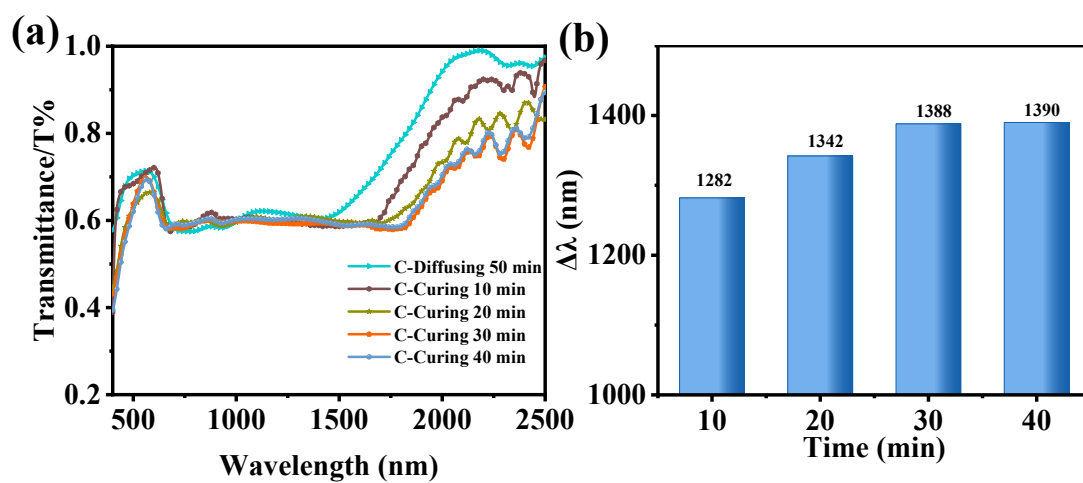 (a)
Transmittance/T%
1.0
0.8
0.6
0.4
0.2
C-Diffusing 50 min
C-Curing 10 min
C-Curing 20 min
C-Curing 30 min
C-Curing 40 min
500 1000 1500 2000 2500
Wavelength (nm)
(b)
Δλ (nm)
1400
1200
1000
1282
1342
1388
1390
10 20 30 40
Time (min)